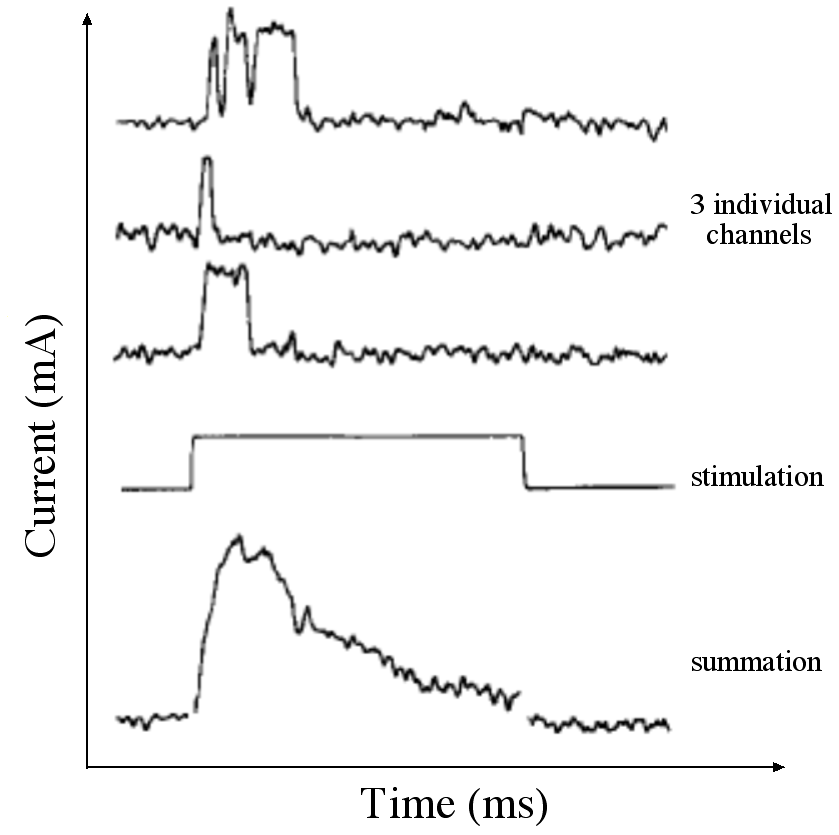 3 individual
channels
stimulation
summation
Current (mA)
Time (ms)